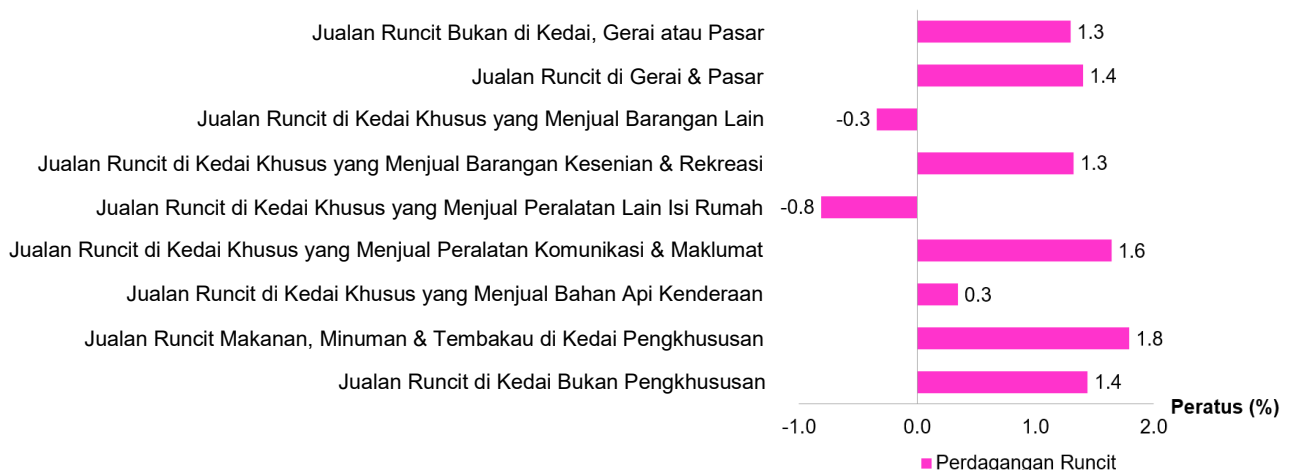 Jualan Runcit Bukan di Kedai, Gerai atau Pasar 1.3
Jualan Runcit di Gerai & Pasar 1.4
Jualan Runcit di Kedai Khusus yang Menjual Barangan Lain -0.3
Jualan Runcit di Kedai Khusus yang Menjual Barangan Kesenian & Rekreasi 1.3
Jualan Runcit di Kedai Khusus yang Menjual Peralatan Lain Isi Rumah -0.8
Jualan Runcit di Kedai Khusus yang Menjual Peralatan Komunikasi & Maklumat 1.6
Jualan Runcit di Kedai Khusus yang Menjual Bahan Api Kenderaan 0.3
Jualan Runcit Makanan, Minuman & Tembakau di Kedai Pengkhususan 1.8
Jualan Runcit di Kedai Bukan Pengkhususan 1.4
Peratus (%)
-1.0 0.0 1.0 2.0
Perdagangan Runcit